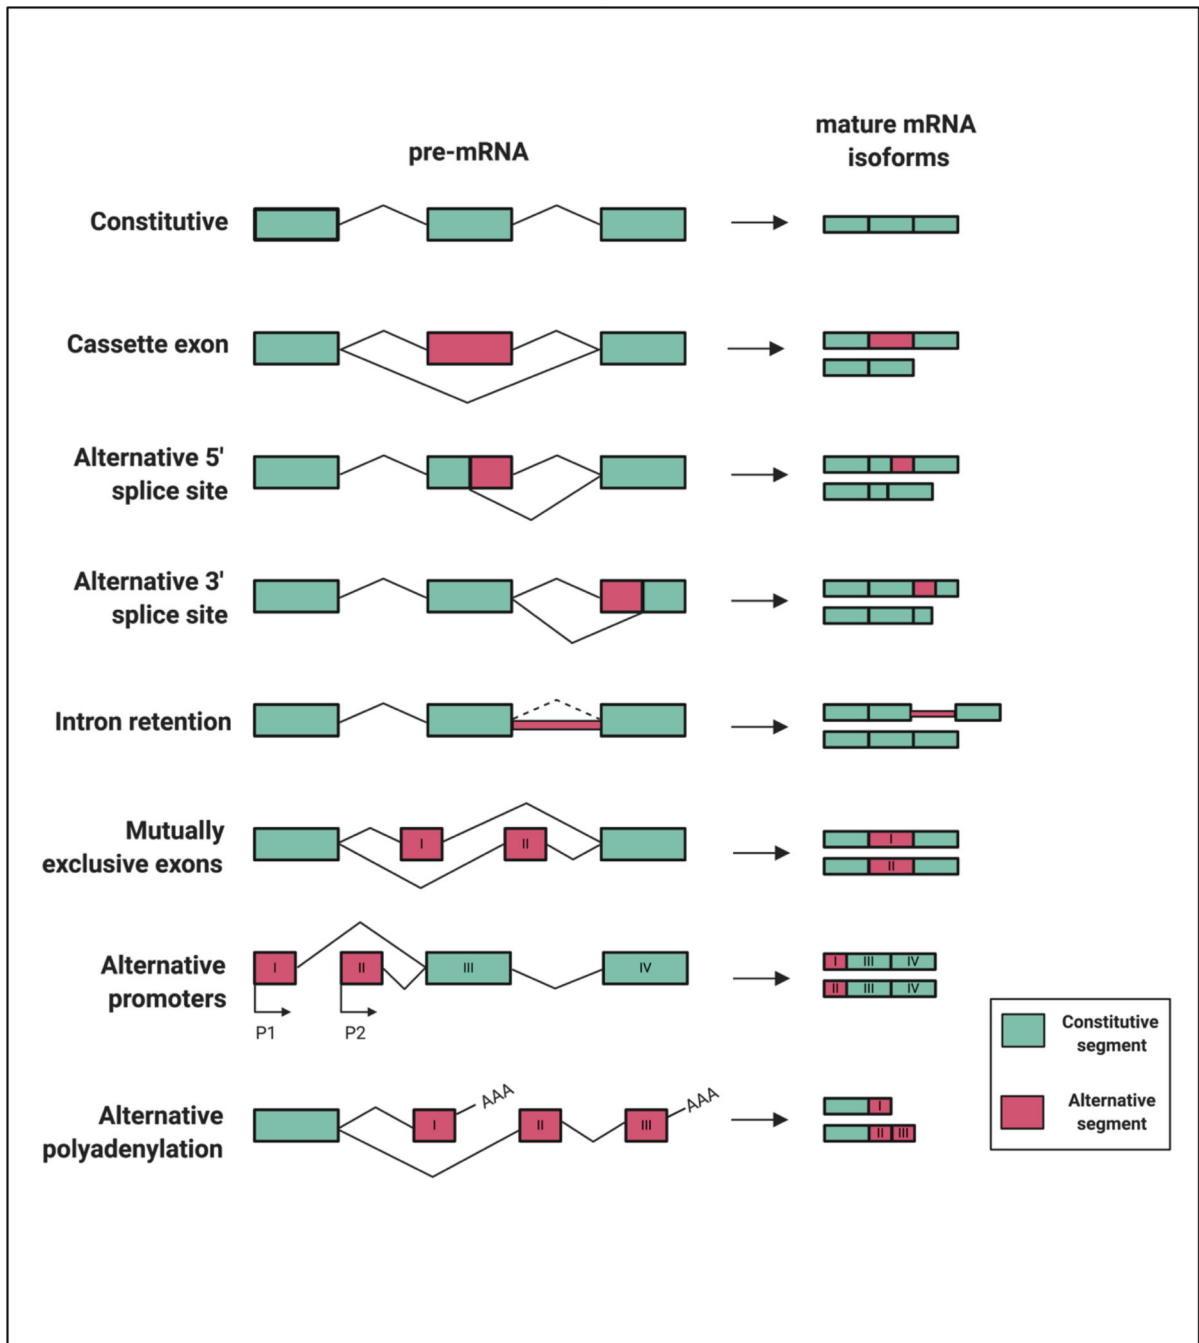 pre-mRNA
mature mRNA
isoforms
Constitutive
Cassette exon
Alternative 5'
splice site
Alternative 3'
splice site
Intron retention
Mutually
exclusive exons
I
II
I
II
Alternative
promoters
I
II
III
IV
P1
P2
I III IV
II III IV
Alternative
polyadenylation
I
AAA
II
III
AAA
I
II III
Constitutive
segment
Alternative
segment